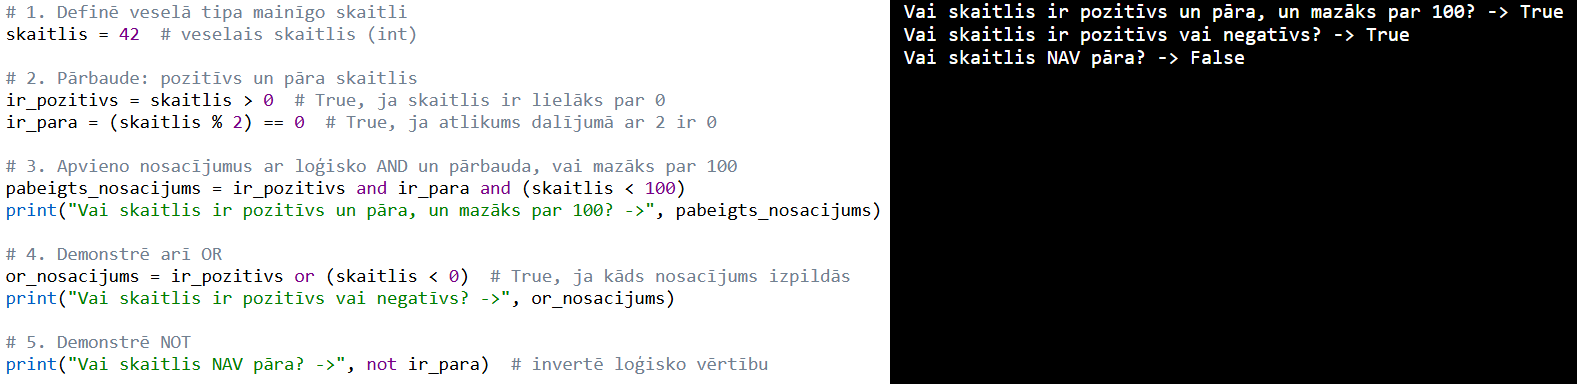 # 1. Definē veselā tipa mainīgo skaitli
skaitlis = 42  # veselais skaitlis (int)
# 2. Pārbaude: pozitīvs un pāra skaitlis
ir_pozitivs = skaitlis > 0  # True, ja skaitlis ir lielāks par 0
ir_para = (skaitlis % 2) == 0  # True, ja atlikums dalījumā ar 2 ir 0
# 3. Apvieno nosacījumus ar loģisko AND un pārbauda, vai mazāks par 100
pabeigts_nosacijums = ir_pozitivs and ir_para and (skaitlis < 100)
print("Vai skaitlis ir pozitīvs un pāra, un mazāks par 100? ->", pabeigts_nosacijums)
# 4. Demonstrē arī OR
or_nosacijums = ir_pozitivs or (skaitlis < 0)  # True, ja kāds nosacījums izpildās
print("Vai skaitlis ir pozitīvs vai negatīvs? ->", or_nosacijums)
# 5. Demonstrē NOT
print("Vai skaitlis NAV pāra? ->", not ir_para)  # invertē loģisko vērtību
Vai skaitlis ir pozitīvs un pāra, un mazāks par 100? -> True
Vai skaitlis ir pozitīvs vai negatīvs? -> True
Vai skaitlis NAV pāra? -> False